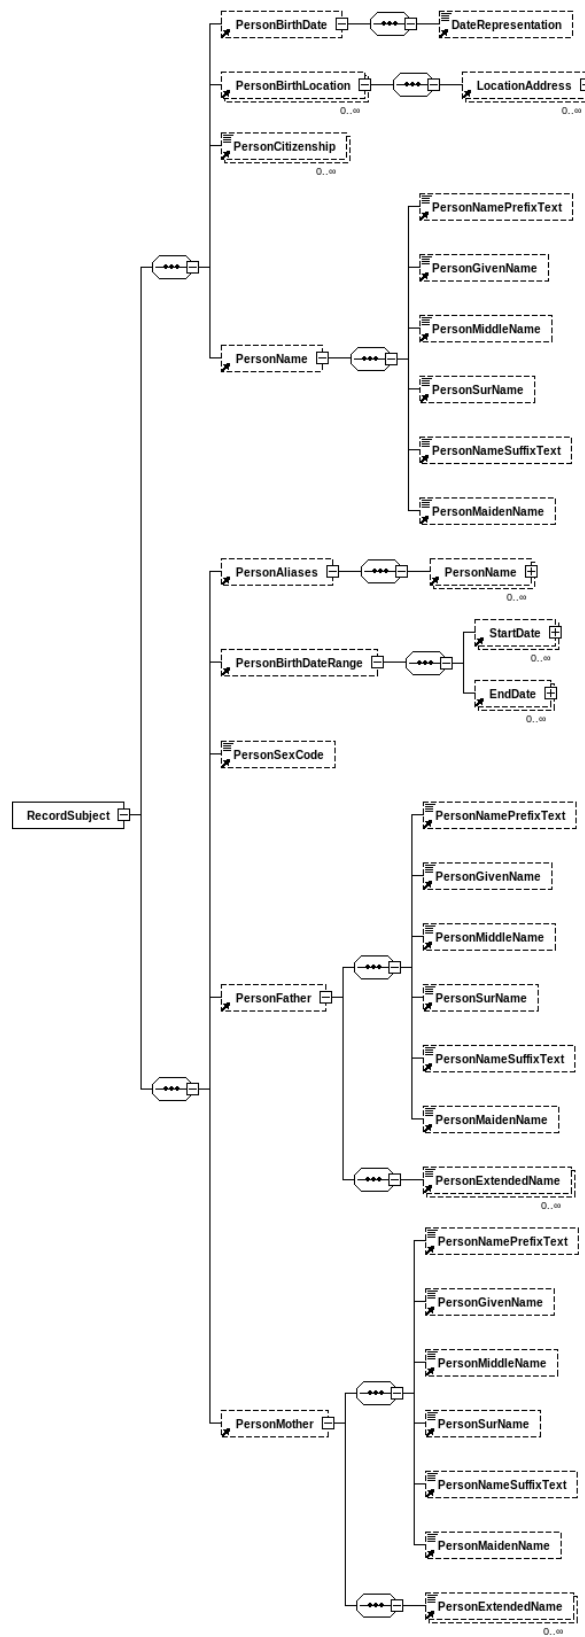 PersonBirthDate
DateRepresentation
PersonBirthLocation
LocationAddress
0..∞
0..∞
PersonCitizenship
0..∞
PersonNamePrefixText
PersonGivenName
PersonMiddleName
PersonName
PersonSurName
PersonNameSuffixText
PersonMaidenName
PersonAliases
PersonName
0..∞
StartDate
0..∞
PersonBirthDateRange
EndDate
0..∞
PersonSexCode
RecordSubject
PersonNamePrefixText
PersonGivenName
PersonMiddleName
PersonFather
PersonSurName
PersonNameSuffixText
PersonMaidenName
PersonExtendedName
0..∞
PersonNamePrefixText
PersonGivenName
PersonMiddleName
PersonMother
PersonSurName
PersonNameSuffixText
PersonMaidenName
PersonExtendedName
0..∞